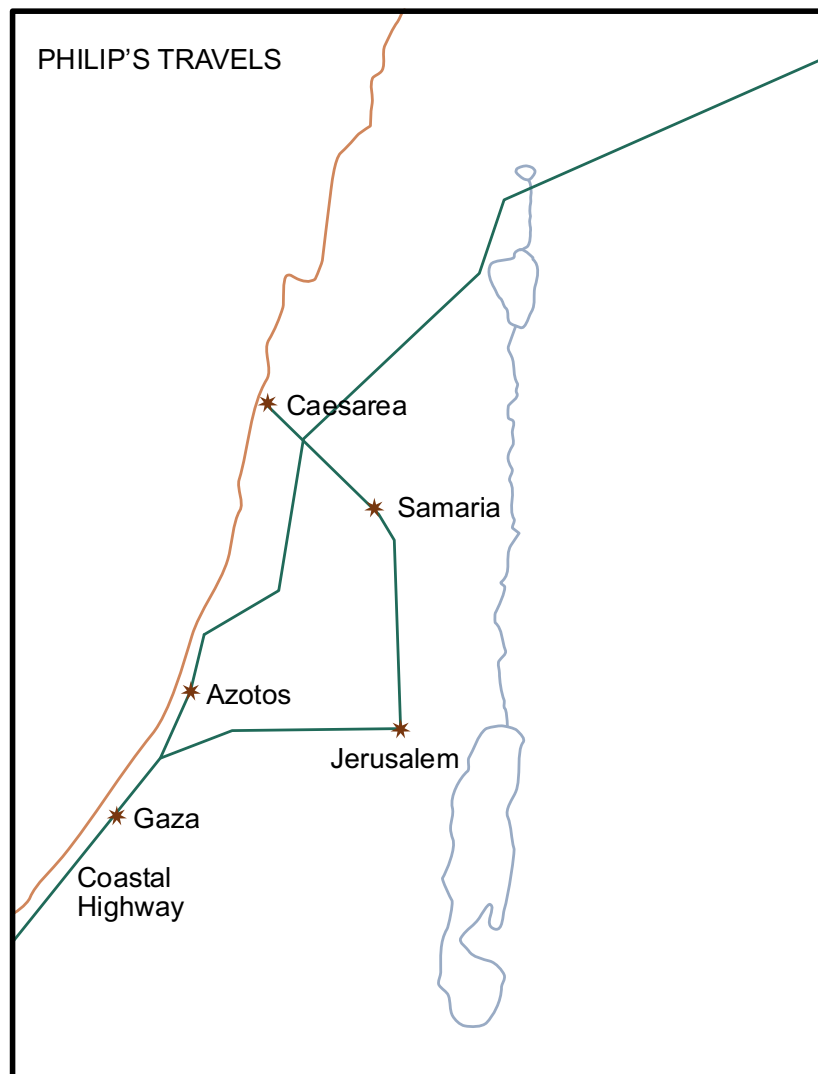 PHILIP’S TRAVELS
Caesarea
Samaria
Azotos
Jerusalem
Gaza
Coastal
Highway